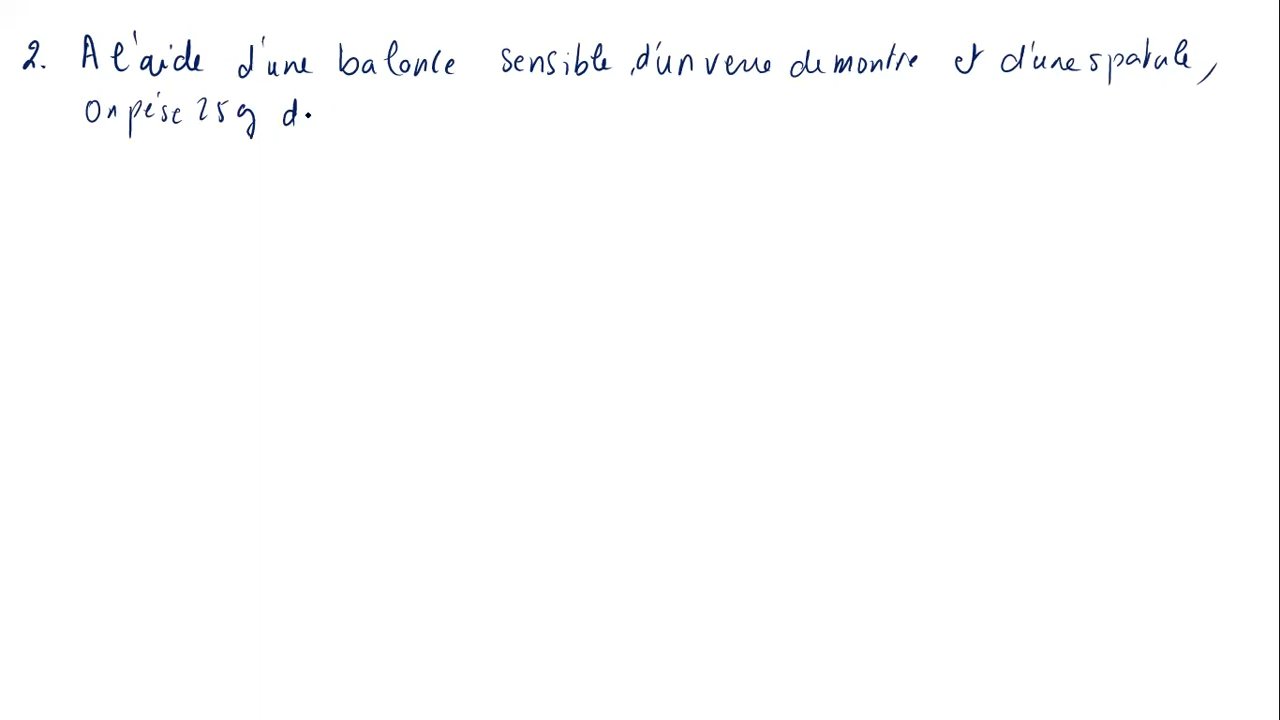 2. A l'aide d'une balance sensible, d'un verre de montre et d'une spatule,
On pèse 25g d